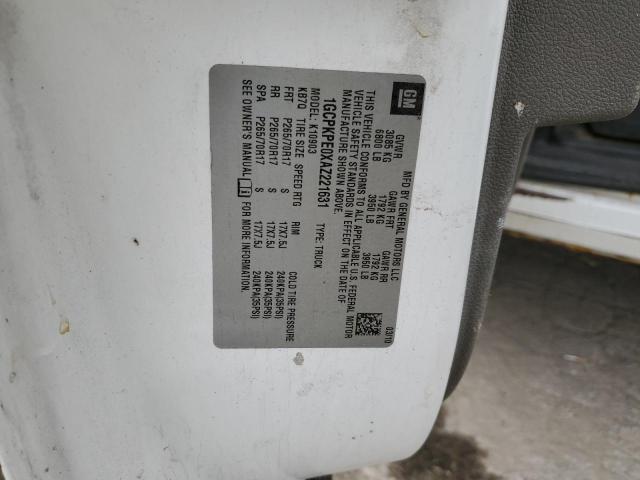 GM
MFD BY GENERAL MOTORS LLC
03/10
GVWR GAWR FRT GAWR RR
3085 KG 1792 KG 1792 KG
6800 LB 3950 LB 3950 LB
THIS VEHICLE CONFORMS TO ALL APPLICABLE U.S. FEDERAL MOTOR
VEHICLE SAFETY STANDARDS IN EFFECT ON THE DATE OF
MANUFACTURE SHOWN ABOVE.
1GCPKPE0XAZ221631 TYPE: TRUCK
MODEL: K10903
KB7Q TIRE SIZE SPEED RTG RIM COLD TIRE PRESSURE
FRT P265/70R17 S 17X7.5J 240KPA(35PSI)
RR P265/70R17 S 17X7.5J 240KPA(35PSI)
SPA P265/70R17 S 17X7.5J 240KPA(35PSI)
SEE OWNER'S MANUAL i FOR MORE INFORMATION.